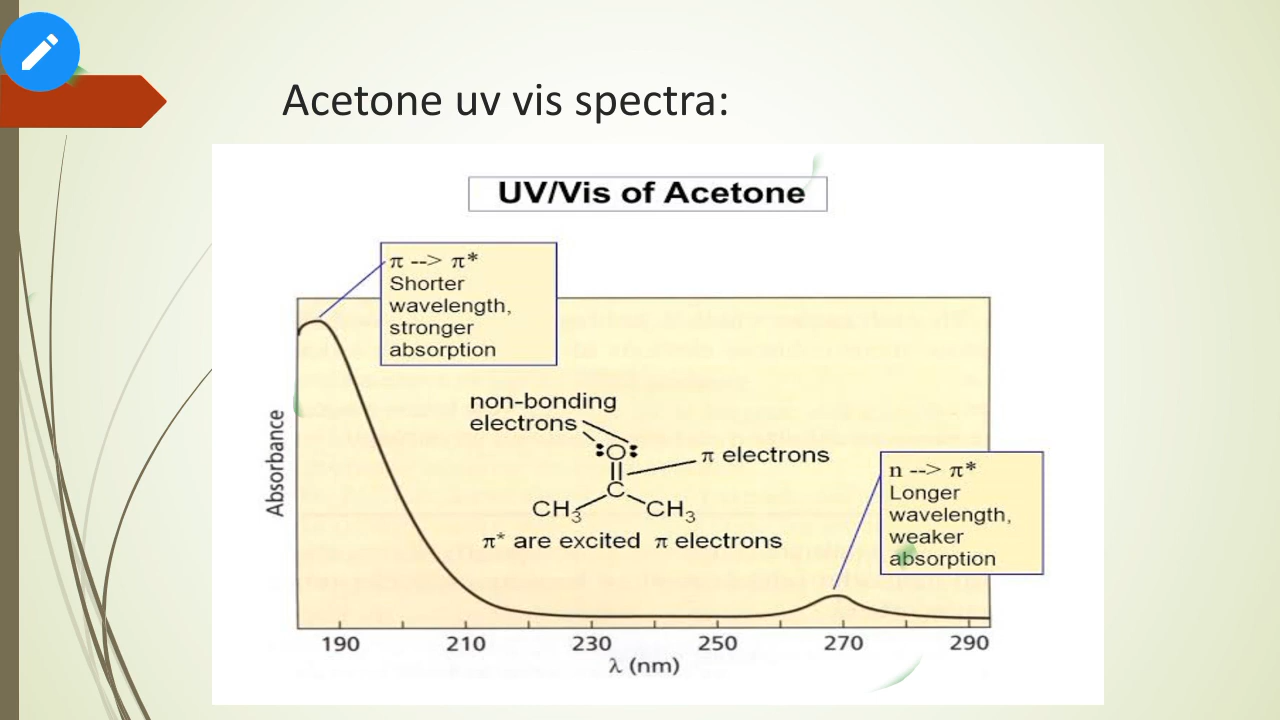 Acetone uv vis spectra:
UV/Vis of Acetone
π --> π*
Shorter
wavelength,
stronger
absorption
non-bonding
electrons
O
π electrons
C
CH3
CH3
π* are excited π electrons
n --> π*
Longer
wavelength,
weaker
absorption
Absorbance
190 210 230 250 270 290
λ (nm)